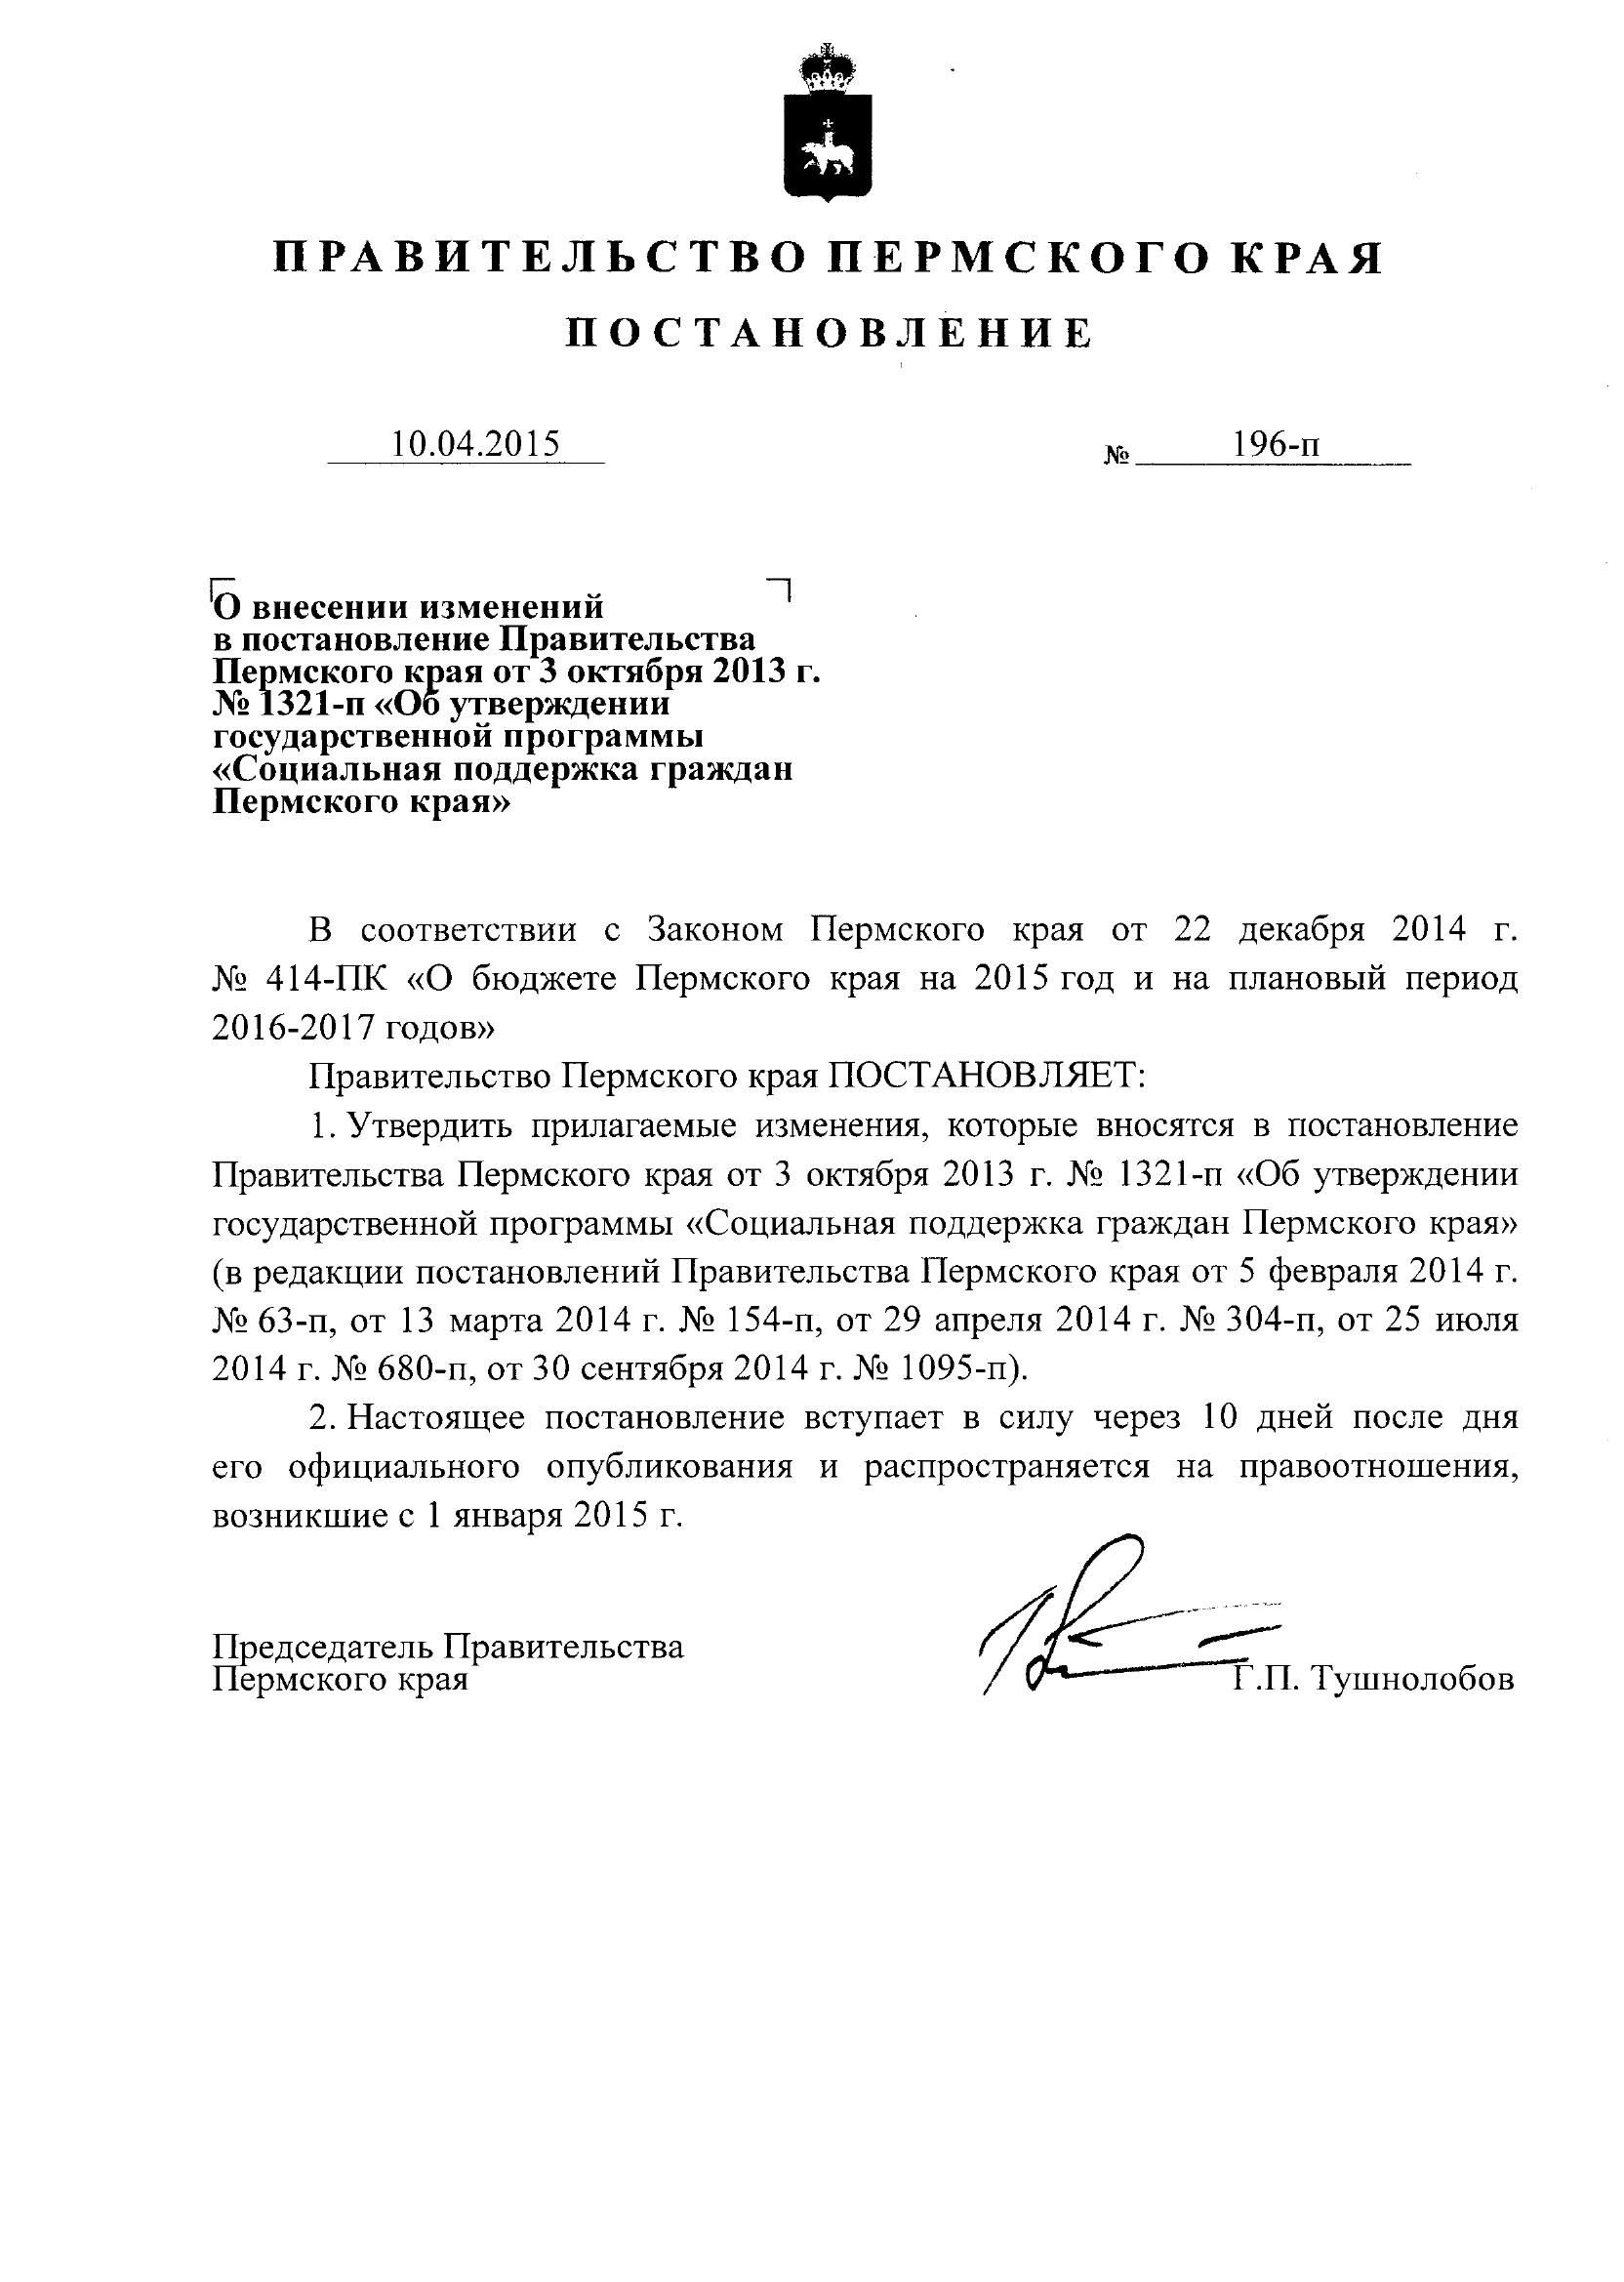 ПРАВИТЕЛЬСТВО ПЕРМСКОГО КРАЯ
ПОСТАНОВЛЕНИЕ
10.04.2015 № 196-п
О внесении изменений
в постановление Правительства
Пермского края от 3 октября 2013 г.
№ 1321-п «Об утверждении
государственной программы
«Социальная поддержка граждан
Пермского края»
В соответствии с Законом Пермского края от 22 декабря 2014 г.
№ 414-ПК «О бюджете Пермского края на 2015 год и на плановый период
2016-2017 годов»
Правительство Пермского края ПОСТАНОВЛЯЕТ:
1. Утвердить прилагаемые изменения, которые вносятся в постановление
Правительства Пермского края от 3 октября 2013 г. № 1321-п «Об утверждении
государственной программы «Социальная поддержка граждан Пермского края»
(в редакции постановлений Правительства Пермского края от 5 февраля 2014 г.
№ 63-п, от 13 марта 2014 г. № 154-п, от 29 апреля 2014 г. № 304-п, от 25 июля
2014 г. № 680-п, от 30 сентября 2014 г. № 1095-п).
2. Настоящее постановление вступает в силу через 10 дней после дня
его официального опубликования и распространяется на правоотношения,
возникшие с 1 января 2015 г.
Председатель Правительства
Пермского края Г.П. Тушнолобов